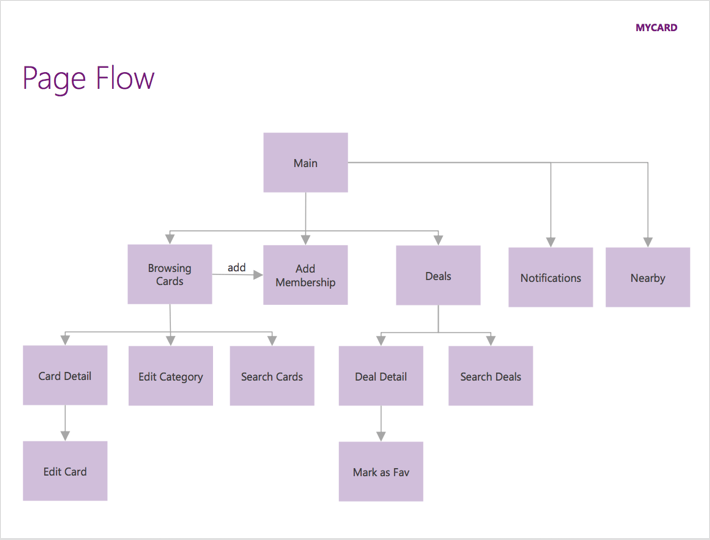 MYCARD
Page Flow
Main
Browsing
Cards
add
Add
Membership
Deals
Notifications
Nearby
Card Detail
Edit Category
Search Cards
Deal Detail
Search Deals
Edit Card
Mark as Fav